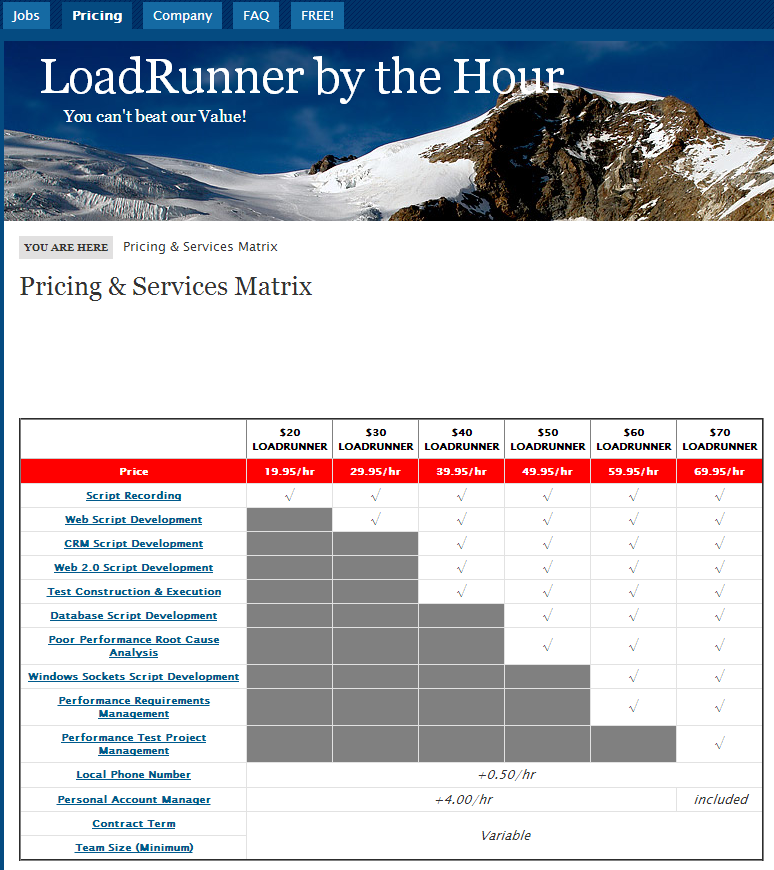 Jobs Pricing Company FAQ FREE!
LoadRunner by the Hour
You can't beat our Value!
YOU ARE HERE Pricing & Services Matrix
Pricing & Services Matrix
$20 $30 $40 $50 $60 $70
LOADRUNNER LOADRUNNER LOADRUNNER LOADRUNNER LOADRUNNER LOADRUNNER
Price 19.95/hr 29.95/hr 39.95/hr 49.95/hr 59.95/hr 69.95/hr
Script Recording √ √ √ √ √ √
Web Script Development √ √ √ √ √
CRM Script Development √ √ √ √
Web 2.0 Script Development √ √ √ √
Test Construction & Execution √ √ √ √
Database Script Development √ √ √
Poor Performance Root Cause
Analysis √ √ √
Windows Sockets Script Development √ √
Performance Requirements
Management √ √
Performance Test Project
Management √
Local Phone Number +0.50/hr
Personal Account Manager +4.00/hr included
Contract Term
Variable
Team Size (Minimum)